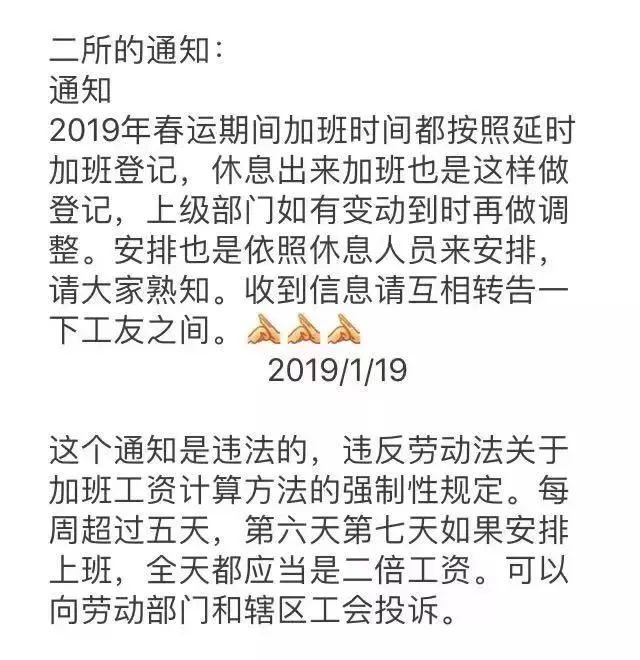 二所的通知：
通知
2019年春运期间加班时间都按照延时
加班登记，休息出来加班也是这样做
登记，上级部门如有变动到时再做调
整。安排也是依照休息人员来安排，
请大家熟知。收到信息请互相转告一
下工友之间。👏👏👏
2019/1/19
这个通知是违法的，违反劳动法关于
加班工资计算方法的强制性规定。每
周超过五天，第六天第七天如果安排
上班，全天都应当是二倍工资。可以
向劳动部门和辖区工会投诉。